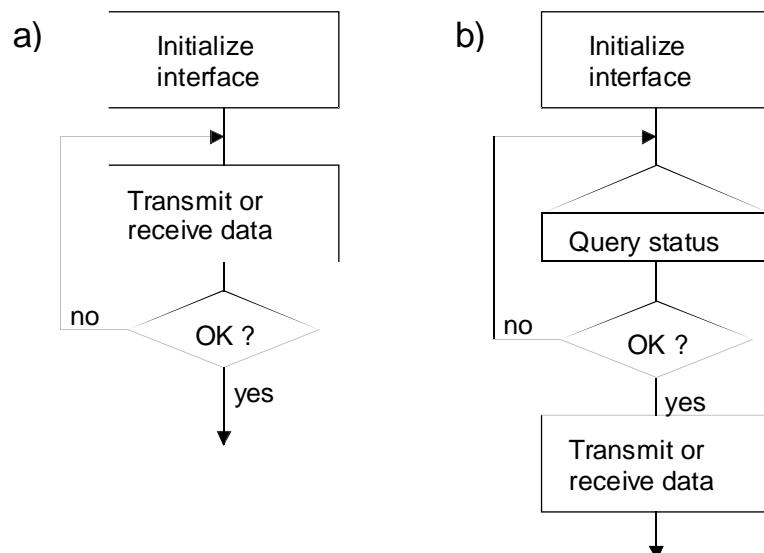 a)
Initialize
interface
Transmit or
receive data
no
OK ?
yes
b)
Initialize
interface
Query status
no
OK ?
yes
Transmit or
receive data